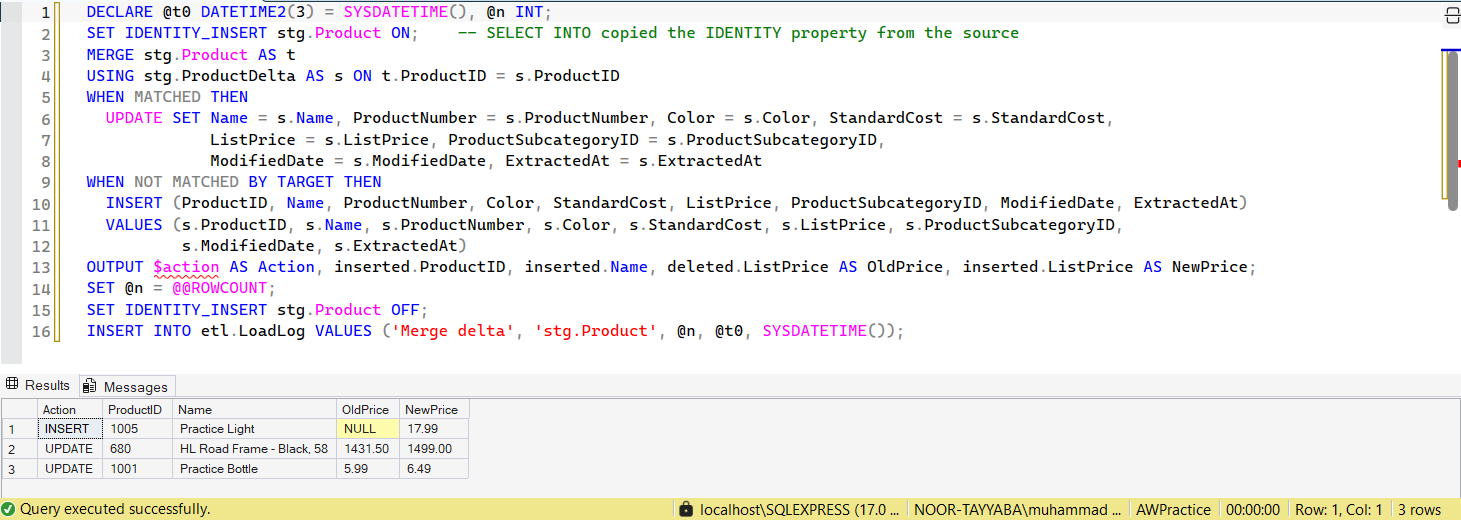 1 DECLARE @t0 DATETIME2(3) = SYSDATETIME(), @n INT;
2 SET IDENTITY_INSERT stg.Product ON;    -- SELECT INTO copied the IDENTITY property from the source
3 MERGE stg.Product AS t
4 USING stg.ProductDelta AS s ON t.ProductID = s.ProductID
5 WHEN MATCHED THEN
6   UPDATE SET Name = s.Name, ProductNumber = s.ProductNumber, Color = s.Color, StandardCost = s.StandardCost,
7              ListPrice = s.ListPrice, ProductSubcategoryID = s.ProductSubcategoryID,
8              ModifiedDate = s.ModifiedDate, ExtractedAt = s.ExtractedAt
9 WHEN NOT MATCHED BY TARGET THEN
10   INSERT (ProductID, Name, ProductNumber, Color, StandardCost, ListPrice, ProductSubcategoryID, ModifiedDate, ExtractedAt)
11   VALUES (s.ProductID, s.Name, s.ProductNumber, s.Color, s.StandardCost, s.ListPrice, s.ProductSubcategoryID,
12           s.ModifiedDate, s.ExtractedAt)
13 OUTPUT $action AS Action, inserted.ProductID, inserted.Name, deleted.ListPrice AS OldPrice, inserted.ListPrice AS NewPrice;
14 SET @n = @@ROWCOUNT;
15 SET IDENTITY_INSERT stg.Product OFF;
16 INSERT INTO etl.LoadLog VALUES ('Merge delta', 'stg.Product', @n, @t0, SYSDATETIME());
Results Messages
Action ProductID Name OldPrice NewPrice
1 INSERT 1005 Practice Light NULL 17.99
2 UPDATE 680 HL Road Frame - Black, 58 1431.50 1499.00
3 UPDATE 1001 Practice Bottle 5.99 6.49
Query executed successfully. localhost\SQLEXPRESS (17.0 ... NOOR-TAYYABA\muhammad ... AWPractice 00:00:00 Row: 1, Col: 1 3 rows